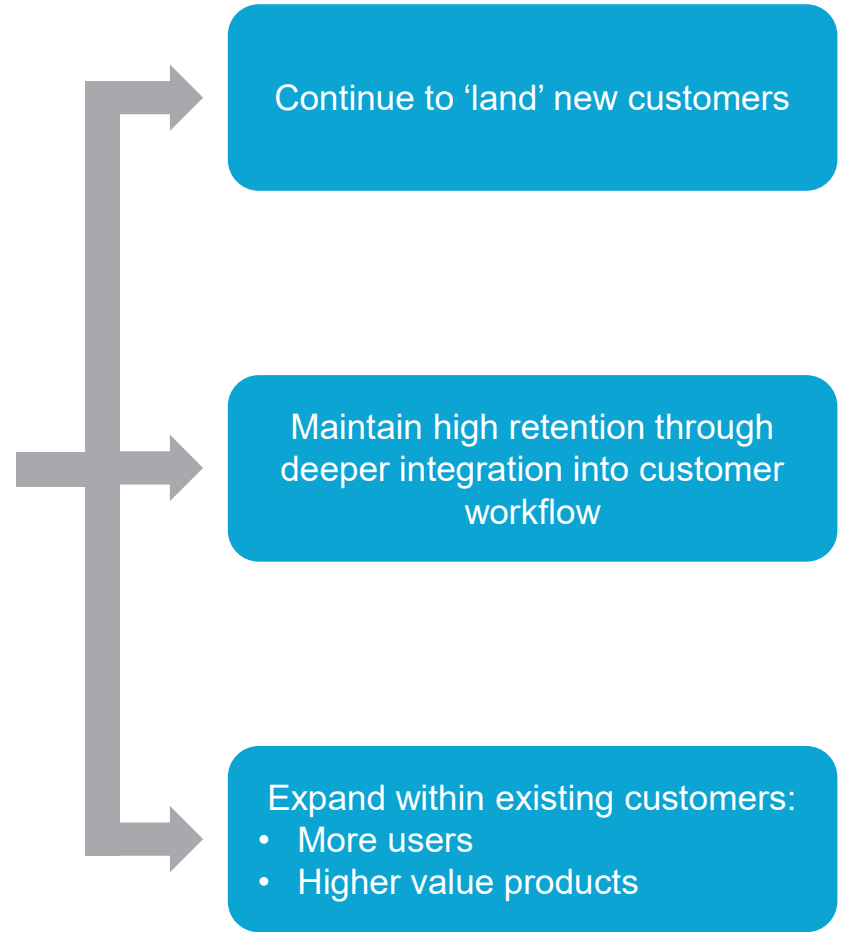 Continue to ‘land’ new customers
Maintain high retention through
deeper integration into customer
workflow
Expand within existing customers:
• More users
• Higher value products